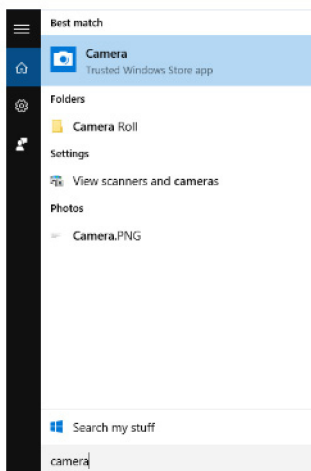 Best match
Camera
Trusted Windows Store app
Folders
Camera Roll
Settings
View scanners and cameras
Photos
Camera.PNG
Search my stuff
camera